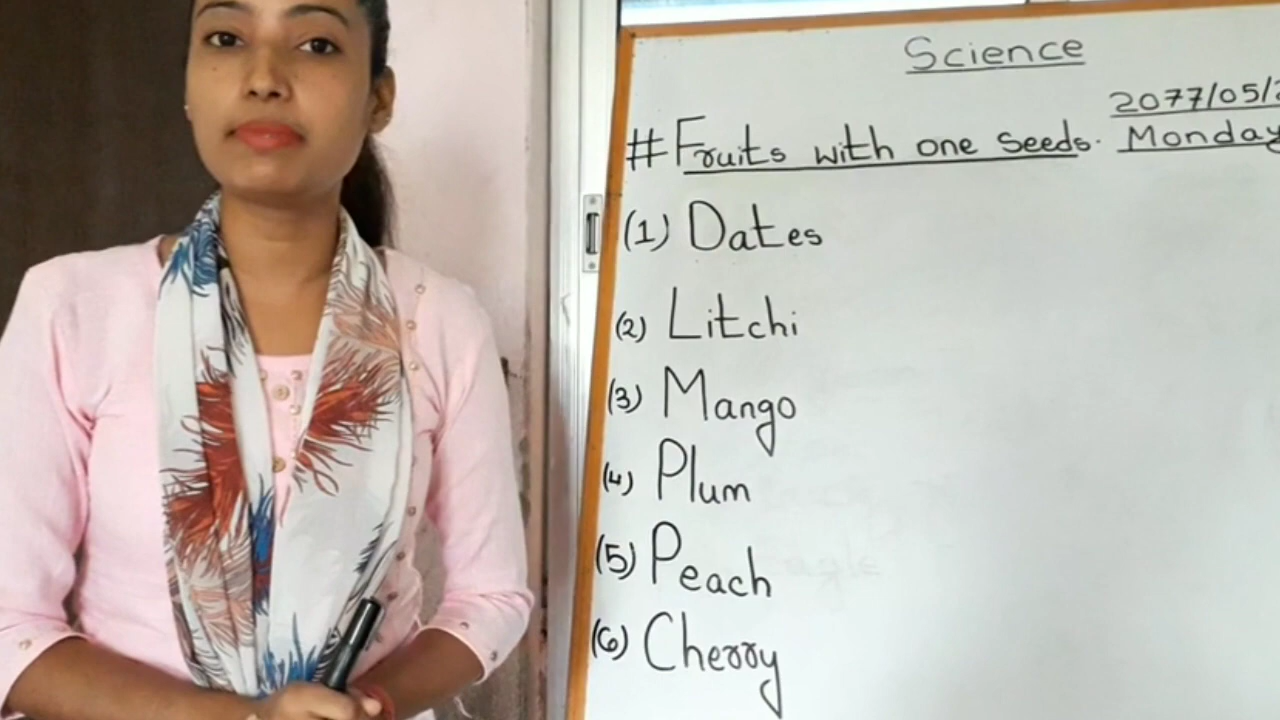 Science
2077/05/
#Fruits with one seeds.
Monday
(1) Dates
(2) Litchi
(3) Mango
(4) Plum
(5) Peach
(6) Cherry